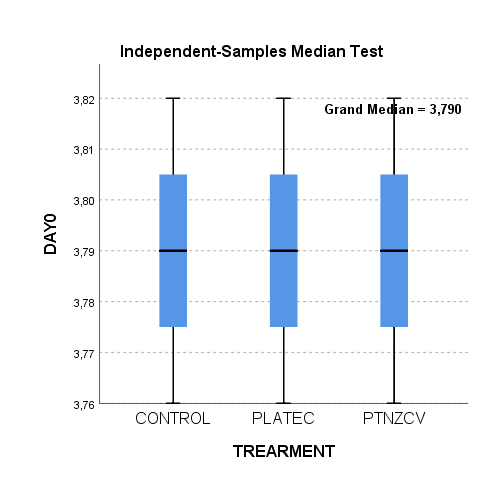 Independent-Samples Median Test
Grand Median = 3,790
3,82
3,81
3,80
3,79
3,78
3,77
3,76
DAY0
CONTROL PLATEC PTNZCV
TREARMENT